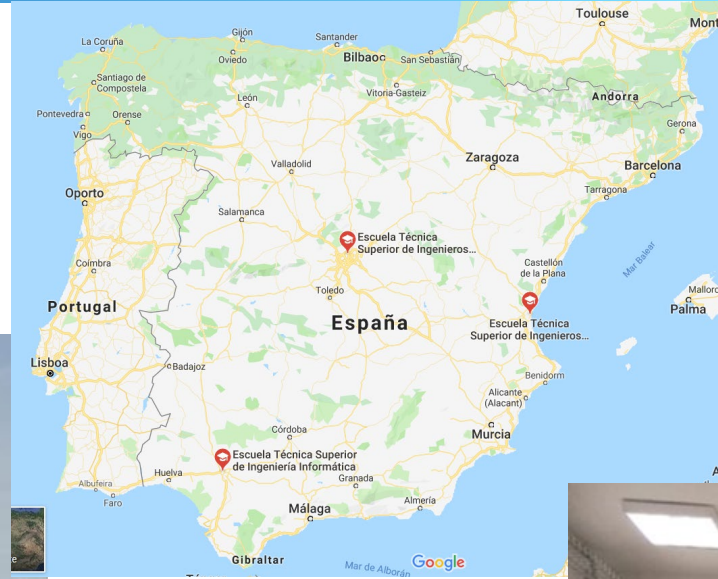 Toulouse
Gijón
La Coruña
Santander
Oviedo
Bilbao
San Sebastián
Santiago de
Compostela
León
Vitoria-Gasteiz
Andorra
Pontevedra
Orense
Gerona
Vigo
Valladolid
Zaragoza
Barcelona
Oporto
Tarragona
Salamanca
Escuela Técnica
Superior de Ingenieros...
Coímbra
Castellón
de la Plana
Mar Balear
Toledo
Portugal
España
Escuela Técnica
Superior de Ingenieros...
Palma
Lisboa
Badajoz
Benidorm
Alicante
(Alacant)
Córdoba
Murcia
Escuela Técnica Superior
de Ingeniería Informática
Huelva
Granada
Albufeira
Faro
Almería
Málaga
Gibraltar
Mar de Alborán
Google